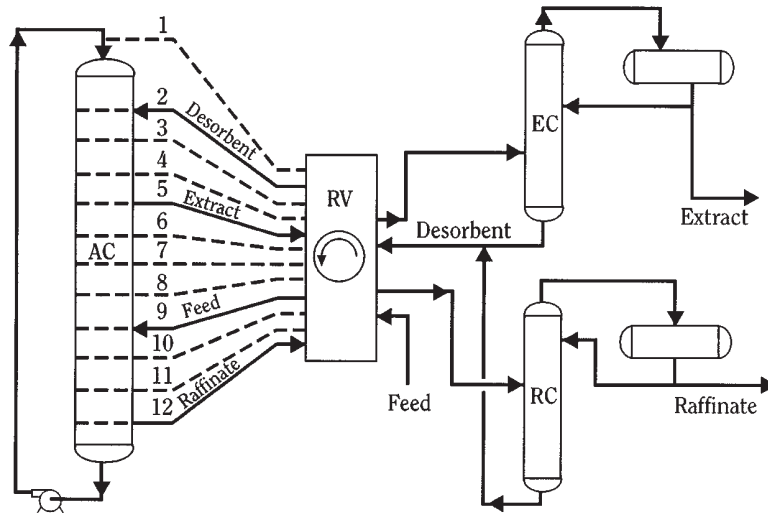 1
2
Desorbent
3
4
5
Extract
6
7
8
9
Feed
10
11
12
Raffinate
AC
RV
EC
Extract
Desorbent
Feed
RC
Raffinate